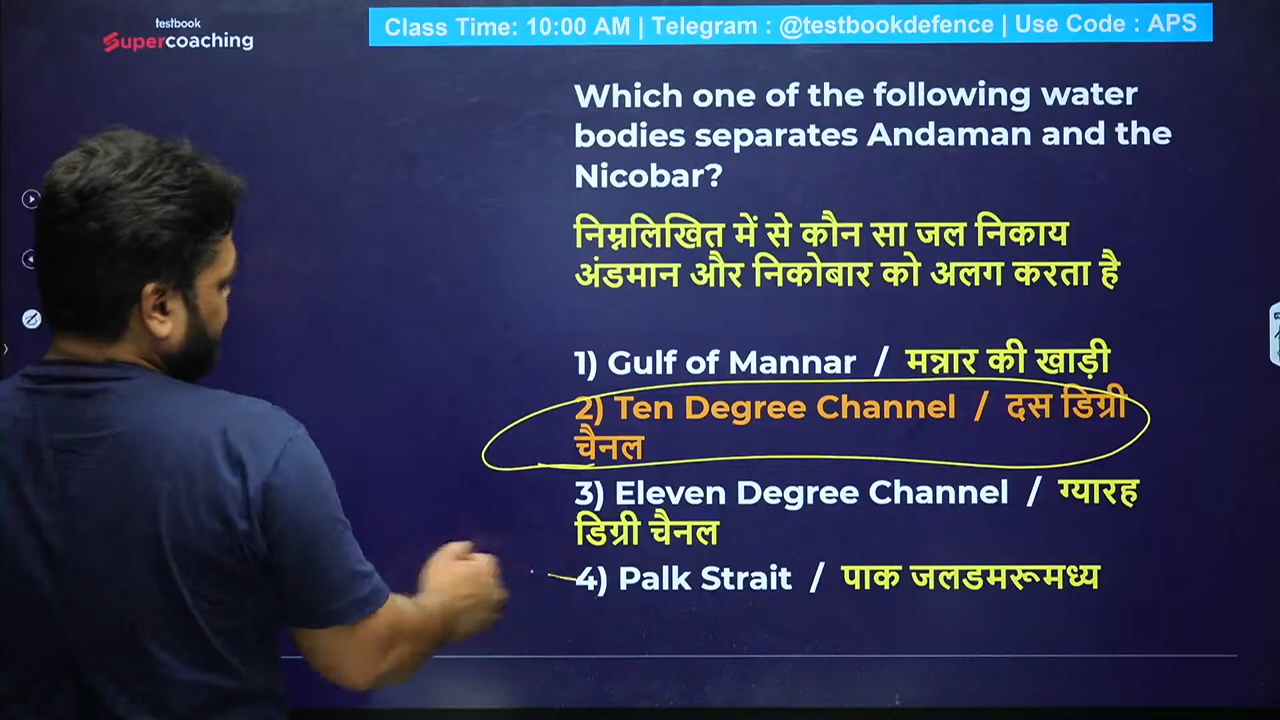 testbook
Supercoaching
Class Time: 10:00 AM | Telegram : @testbookdefence | Use Code : APS
Which one of the following water
bodies separates Andaman and the
Nicobar?
निम्नलिखित में से कौन सा जल निकाय
अंडमान और निकोबार को अलग करता है
1) Gulf of Mannar / मन्नार की खाड़ी
2) Ten Degree Channel / दस डिग्री
चैनल
3) Eleven Degree Channel / ग्यारह
डिग्री चैनल
4) Palk Strait / पाक जलडमरूमध्य